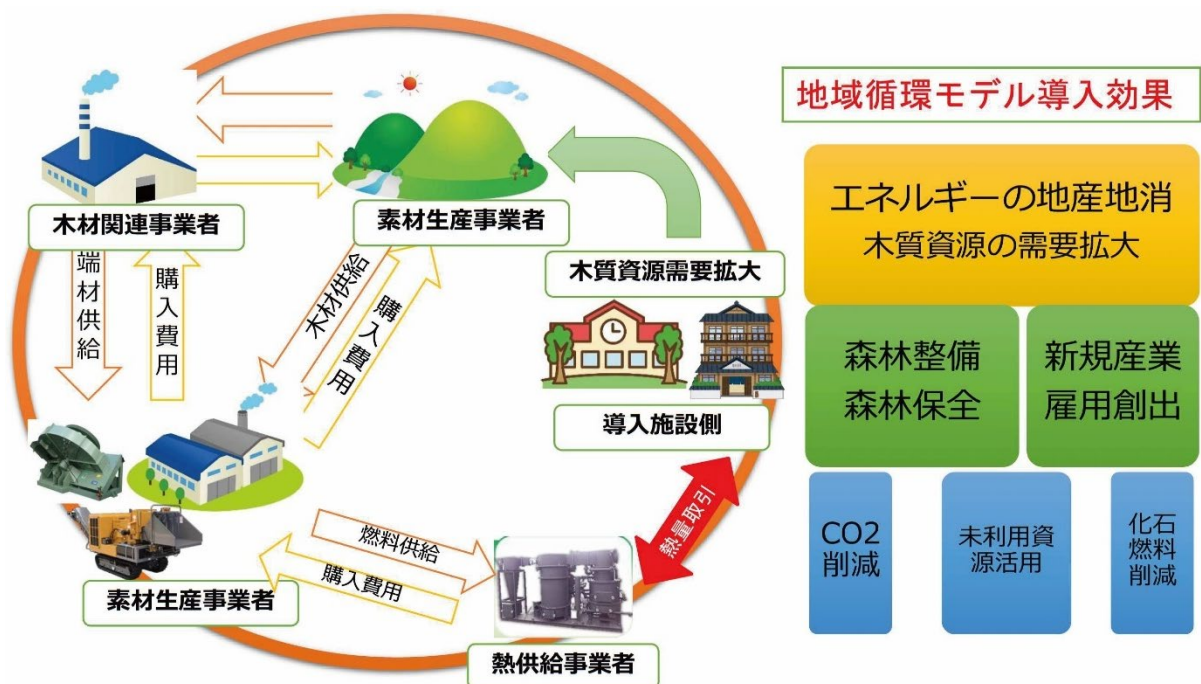 木材関連事業者
素材生産事業者
端材供給
購入費用
木材供給
購入費用
木質資源需要拡大
導入施設側
熱量取引
燃料供給
購入費用
素材生産事業者
熱供給事業者
地域循環モデル導入効果
エネルギーの地産地消
木質資源の需要拡大
森林整備
森林保全
新規産業
雇用創出
CO2
削減
未利用資
源活用
化石
燃料
削減